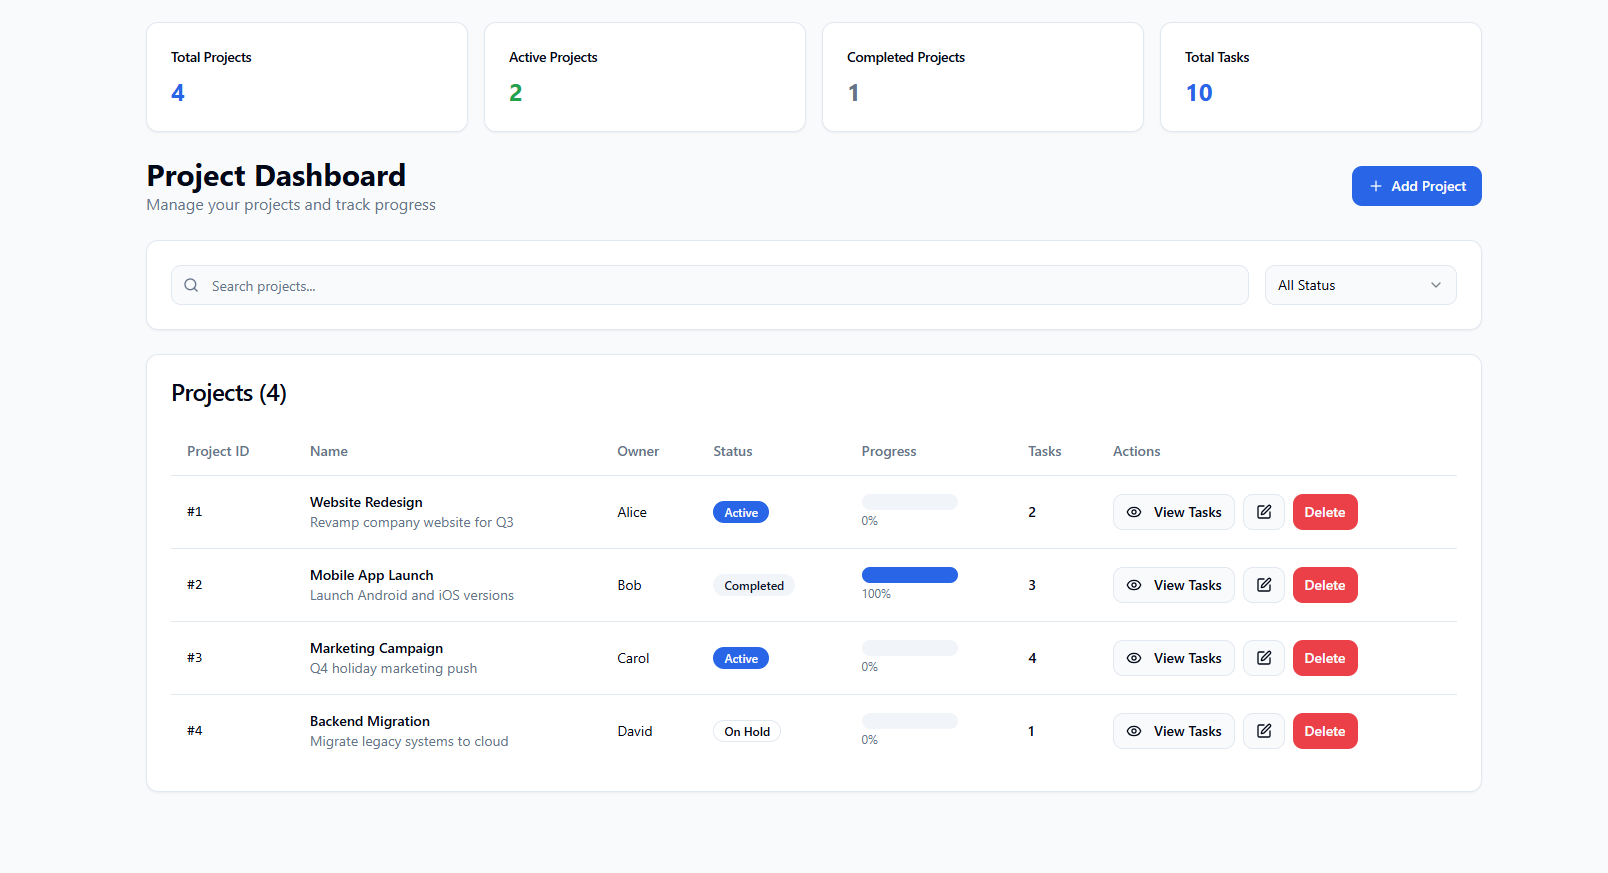 Total Projects
4
Active Projects
2
Completed Projects
1
Total Tasks
10
Project Dashboard
Manage your projects and track progress
Add Project
Search projects...
All Status
Projects (4)
Project ID Name Owner Status Progress Tasks Actions
#1 Website Redesign Alice Active 2 View Tasks Delete
Revamp company website for Q3 0%
#2 Mobile App Launch Bob Completed 3 View Tasks Delete
Launch Android and iOS versions 100%
#3 Marketing Campaign Carol Active 4 View Tasks Delete
Q4 holiday marketing push 0%
#4 Backend Migration David On Hold 1 View Tasks Delete
Migrate legacy systems to cloud 0%